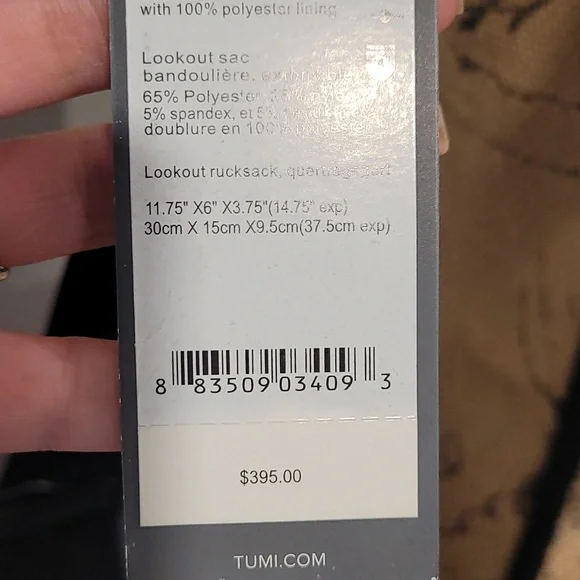 with 100% polyester lining
Lookout sac
bandoulière,
65% Polyester
5% spandex, et 5%
doublure en 100%
Lookout rucksack,
11.75" X6" X3.75"(14.75" exp)
30cm X 15cm X9.5cm(37.5cm exp)
8 83509 03409 3
$395.00
TUMI.COM